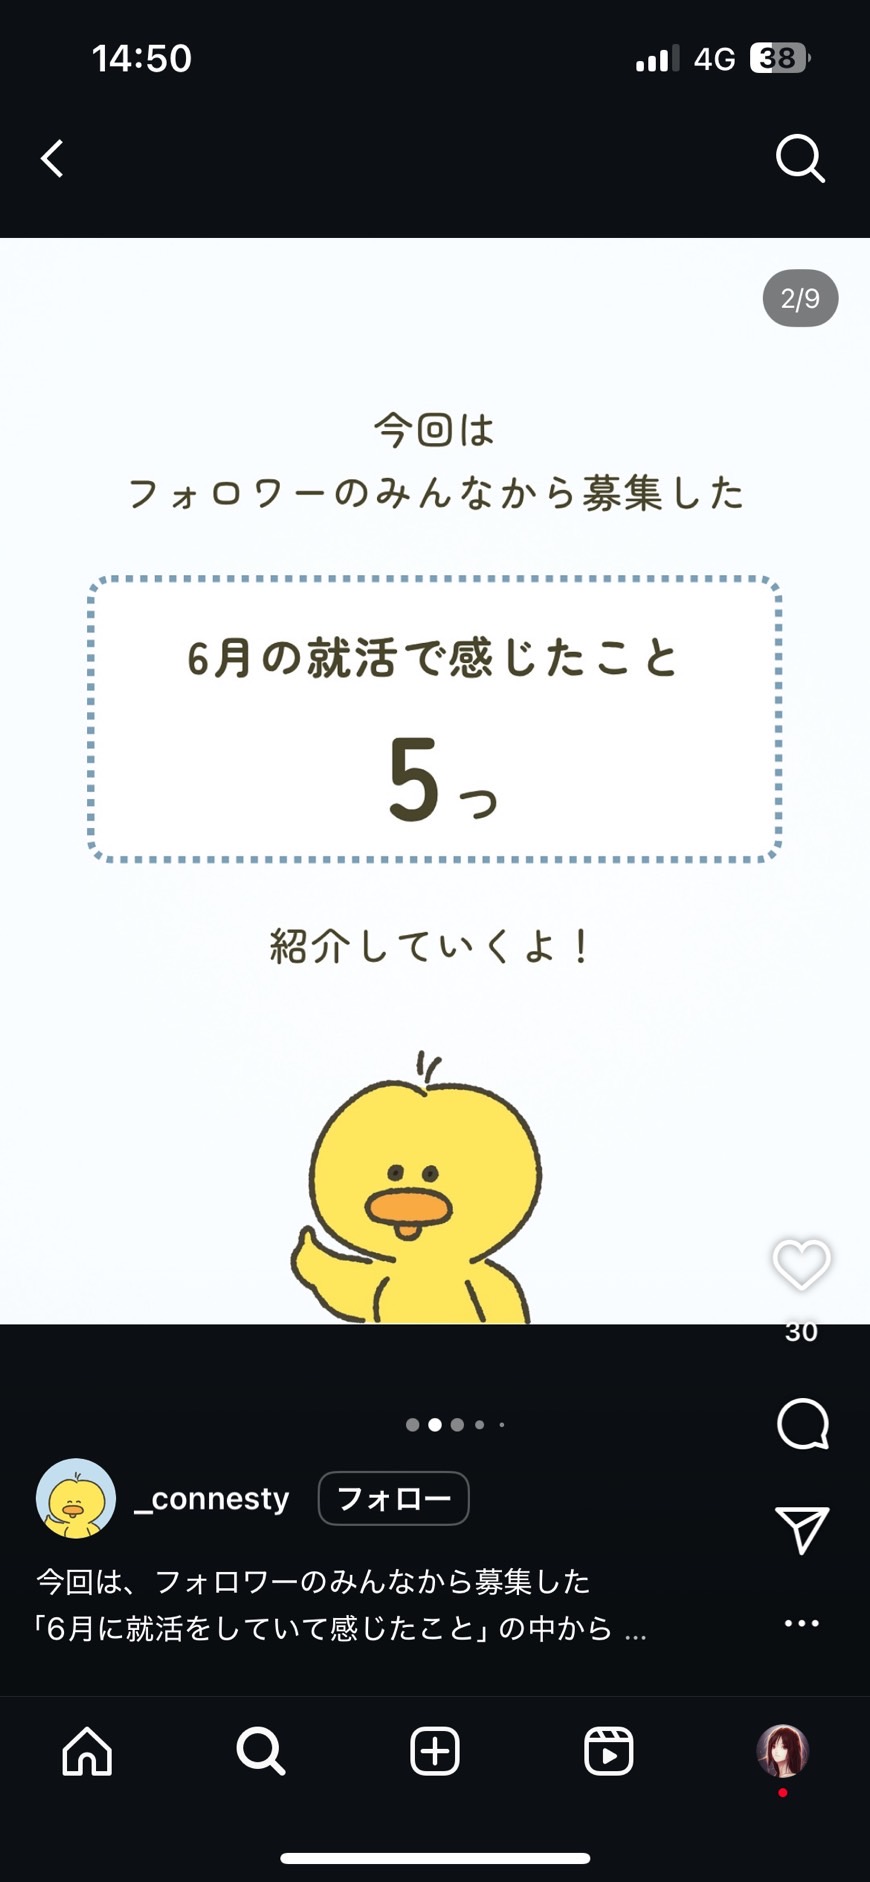 14:50
4G
38
2/9
今回は
フォロワーのみんなから募集した
6月の就活で感じたこと
5つ
紹介していくよ！
30
_connesty
フォロー
今回は、フォロワーのみんなから募集した
「6月に就活をしていて感じたこと」の中から ...